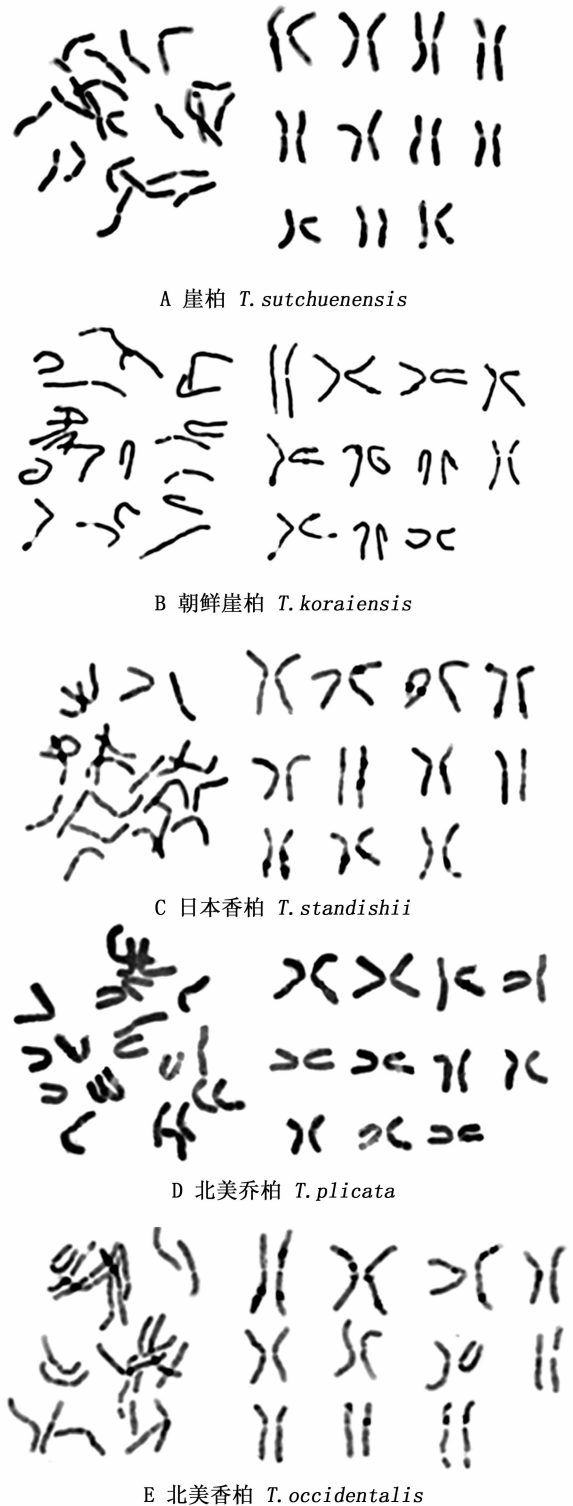 A 崖柏 T.sutchuenensis
B 朝鲜崖柏 T.koraiensis
C 日本香柏 T.standishii
D 北美乔柏 T.plicata
E 北美香柏 T.occidentalis